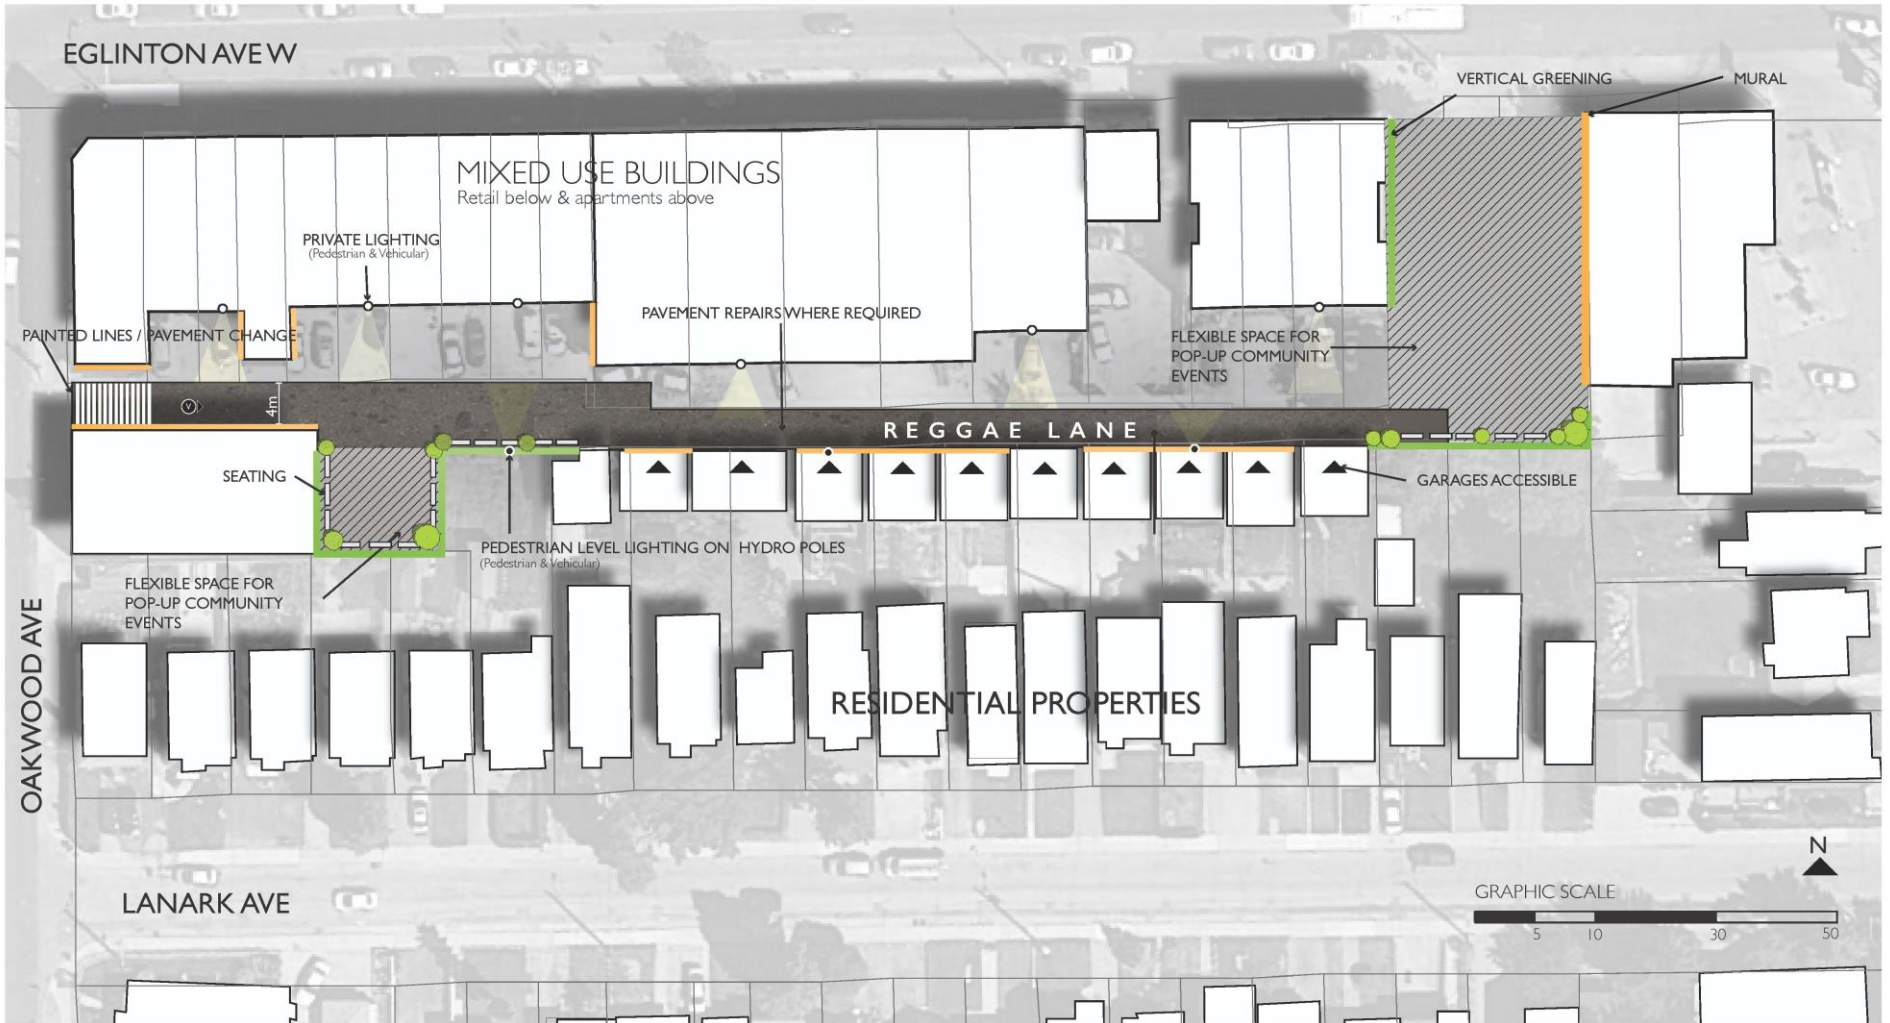 EGLINTON AVE W
VERTICAL GREENING
MURAL
MIXED USE BUILDINGS
Retail below & apartments above
PRIVATE LIGHTING
(Pedestrian & Vehicular)
PAVEMENT REPAIRS WHERE REQUIRED
PAINTED LINES / PAVEMENT CHANGE
FLEXIBLE SPACE FOR
POP-UP COMMUNITY
EVENTS
V
4m
REGGAE LANE
SEATING
GARAGES ACCESSIBLE
PEDESTRIAN LEVEL LIGHTING ON HYDRO POLES
(Pedestrian & Vehicular)
FLEXIBLE SPACE FOR
POP-UP COMMUNITY
EVENTS
OAKWOOD AVE
RESIDENTIAL PROPERTIES
N
LANARK AVE
GRAPHIC SCALE
5 10 30 50